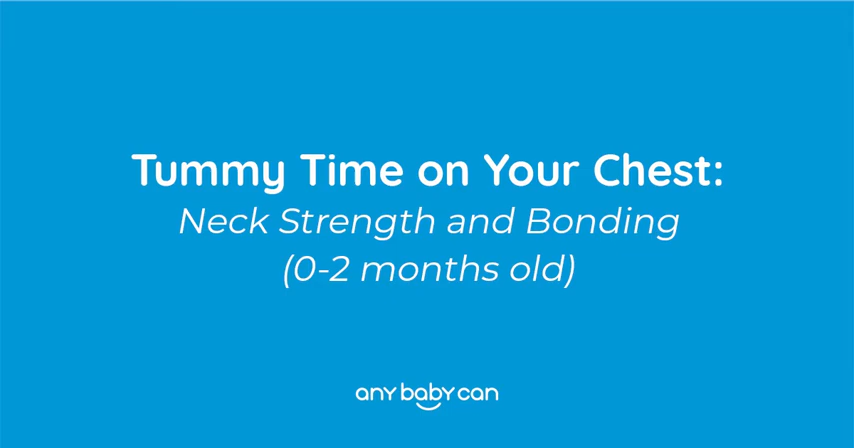 Tummy Time on Your Chest:
Neck Strength and Bonding
(0-2 months old)
any baby can